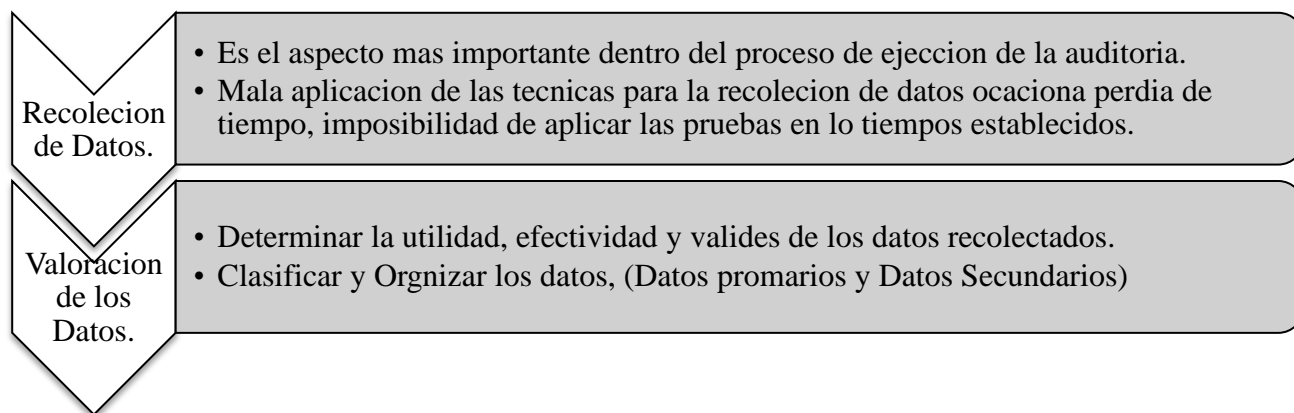 Recolecion
de Datos.
• Es el aspecto mas importante dentro del proceso de ejeccion de la auditoria.
• Mala aplicacion de las tecnicas para la recolecion de datos ocaciona perdia de
tiempo, imposibilidad de aplicar las pruebas en lo tiempos establecidos.
Valoracion
de los
Datos.
• Determinar la utilidad, efectividad y valides de los datos recolectados.
• Clasificar y Orgnizar los datos, (Datos promarios y Datos Secundarios)